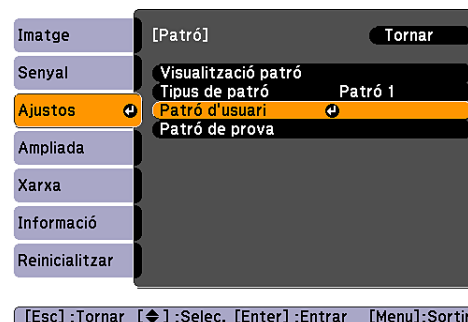 Imatge
Senyal
Ajustos
Ampliada
Xarxa
Informació
Reinicialitzar
[Patró] Tornar
Visualització patró
Tipus de patró Patró 1
Patró d'usuari
Patró de prova
[Esc] :Tornar [ ] :Selec. [Enter] :Entrar [Menu]:Sortir